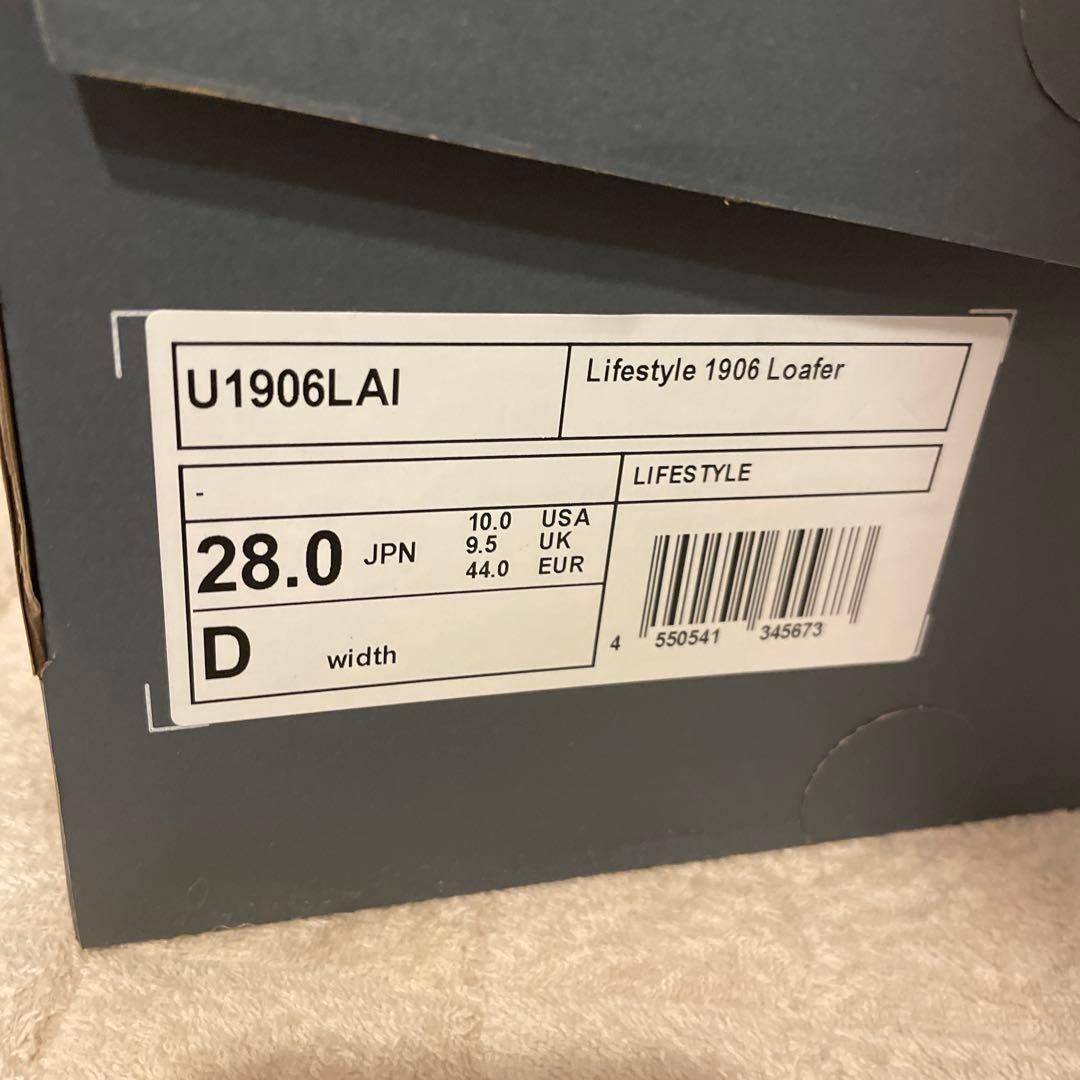 U1906LAI
Lifestyle 1906 Loafer
-
LIFESTYLE
28.0 JPN
10.0 USA
9.5 UK
44.0 EUR
D width
4 550541 345673